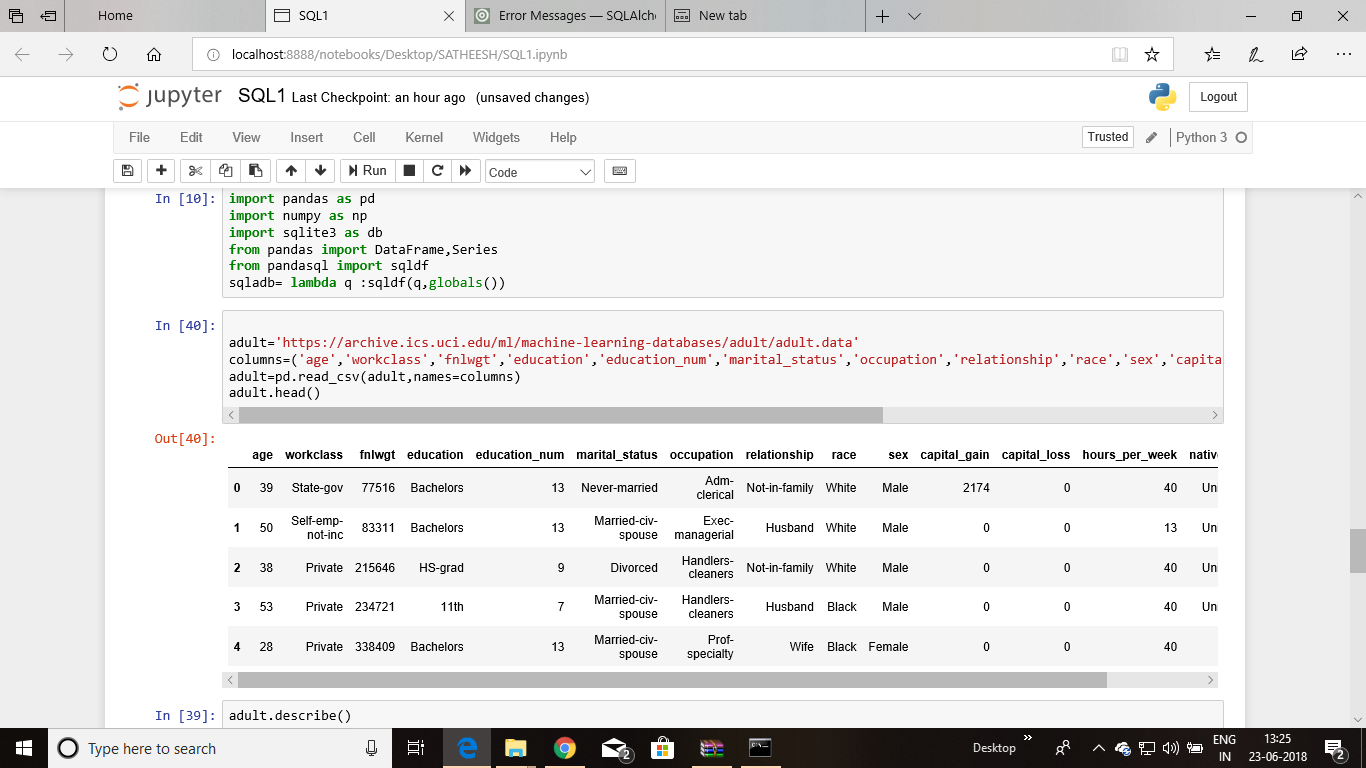 Home
SQL1
Error Messages — SQLAlch
New tab
localhost:8888/notebooks/Desktop/SATHEESH/SQL1.ipynb
jupyter SQL1 Last Checkpoint: an hour ago (unsaved changes)
Logout
File Edit View Insert Cell Kernel Widgets Help
Trusted
Python 3
Run
Code
In [10]: import pandas as pd
import numpy as np
import sqlite3 as db
from pandas import DataFrame,Series
from pandasql import sqldf
sqladb= lambda q :sqldf(q,globals())
In [40]:
adult='https://archive.ics.uci.edu/ml/machine-learning-databases/adult/adult.data'
columns=('age','workclass','fnlwgt','education','education_num','marital_status','occupation','relationship','race','sex','capita
adult=pd.read_csv(adult,names=columns)
adult.head()
Out[40]:
age workclass fnlwgt education education_num marital_status occupation relationship race sex capital_gain capital_loss hours_per_week native
0 39 State-gov 77516 Bachelors 13 Never-married Adm-clerical Not-in-family White Male 2174 0 40 Uni
1 50 Self-emp-not-inc 83311 Bachelors 13 Married-civ-spouse Exec-managerial Husband White Male 0 0 13 Uni
2 38 Private 215646 HS-grad 9 Divorced Handlers-cleaners Not-in-family White Male 0 0 40 Uni
3 53 Private 234721 11th 7 Married-civ-spouse Handlers-cleaners Husband Black Male 0 0 40 Uni
4 28 Private 338409 Bachelors 13 Married-civ-spouse Prof-specialty Wife Black Female 0 0 40
In [39]: adult.describe()
Type here to search
2
Desktop
ENG
IN
13:25
23-06-2018
2